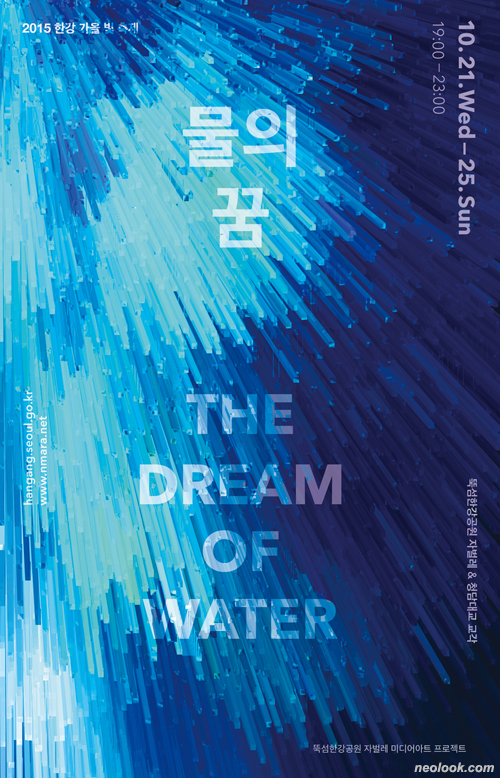 2015 한강 가을 빛 축제
10.21.Wed–25.Sun
19:00–23:00
물의
꿈
THE
DREAM
OF
WATER
hangang.seoul.go.kr
www.nmara.net
뚝섬한강공원 자벌레 & 청담대교 교각
뚝섬한강공원 자벌레 미디어아트 프로젝트
neolook.com